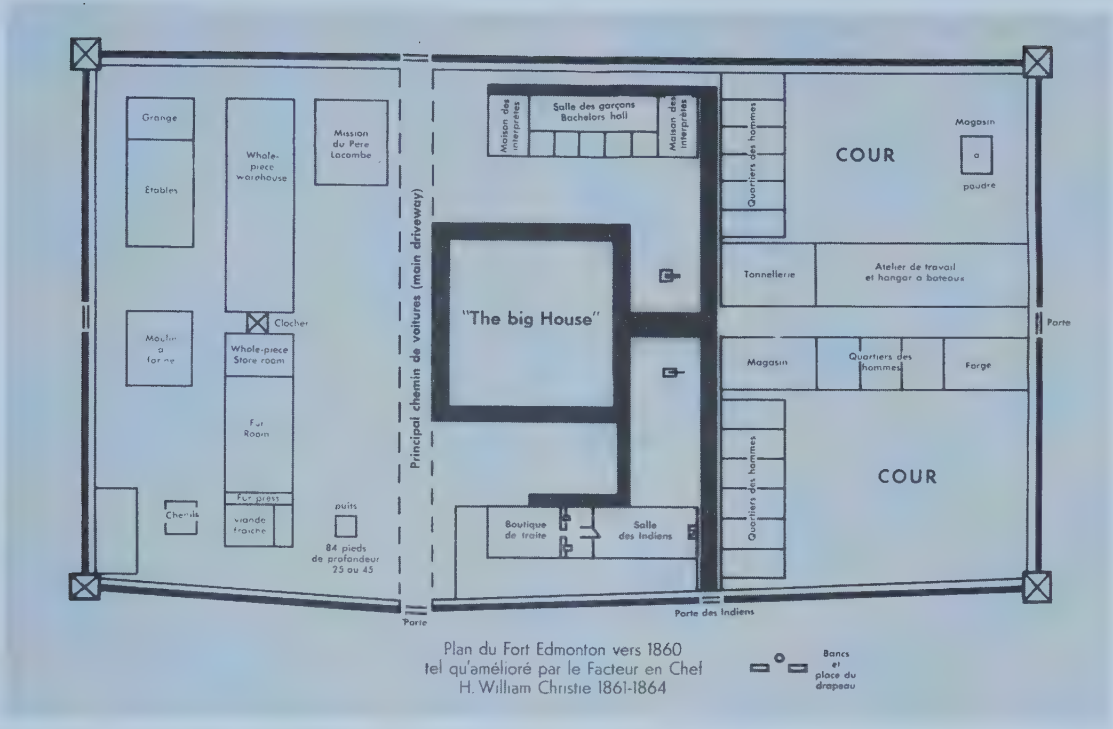 Grange
Etables
Whole-
piece
warehouse
Mission
du Pere
Lacombe
Clocher
Moulin
a
farine
Whole-piece
Store room
Fur
Room
Fur press
viande
fraiche
puits
84 pieds
de profondeur
25 au 45
Principal chemin de voitures (main driveway)
Maison des
interprètes
Salle des garçons
Bachelors hall
Maison des
interprètes
"The big House"
Boutique
de traite
Salle
des Indiens
Quartiers des hommes
COUR
Magasin
a
poudre
Tannellerie
Atelier de travail
et hangar a bateaux
Porte
Magasin
Quartiers des
hommes
Forge
Quartiers des hommes
COUR
Porte
Porte des Indiens
Plan du Fort Edmonton vers 1860
tel qu'amélioré par le Facteur en Chef
H. William Christie 1861-1864
Bancs
et
place du
drapeau